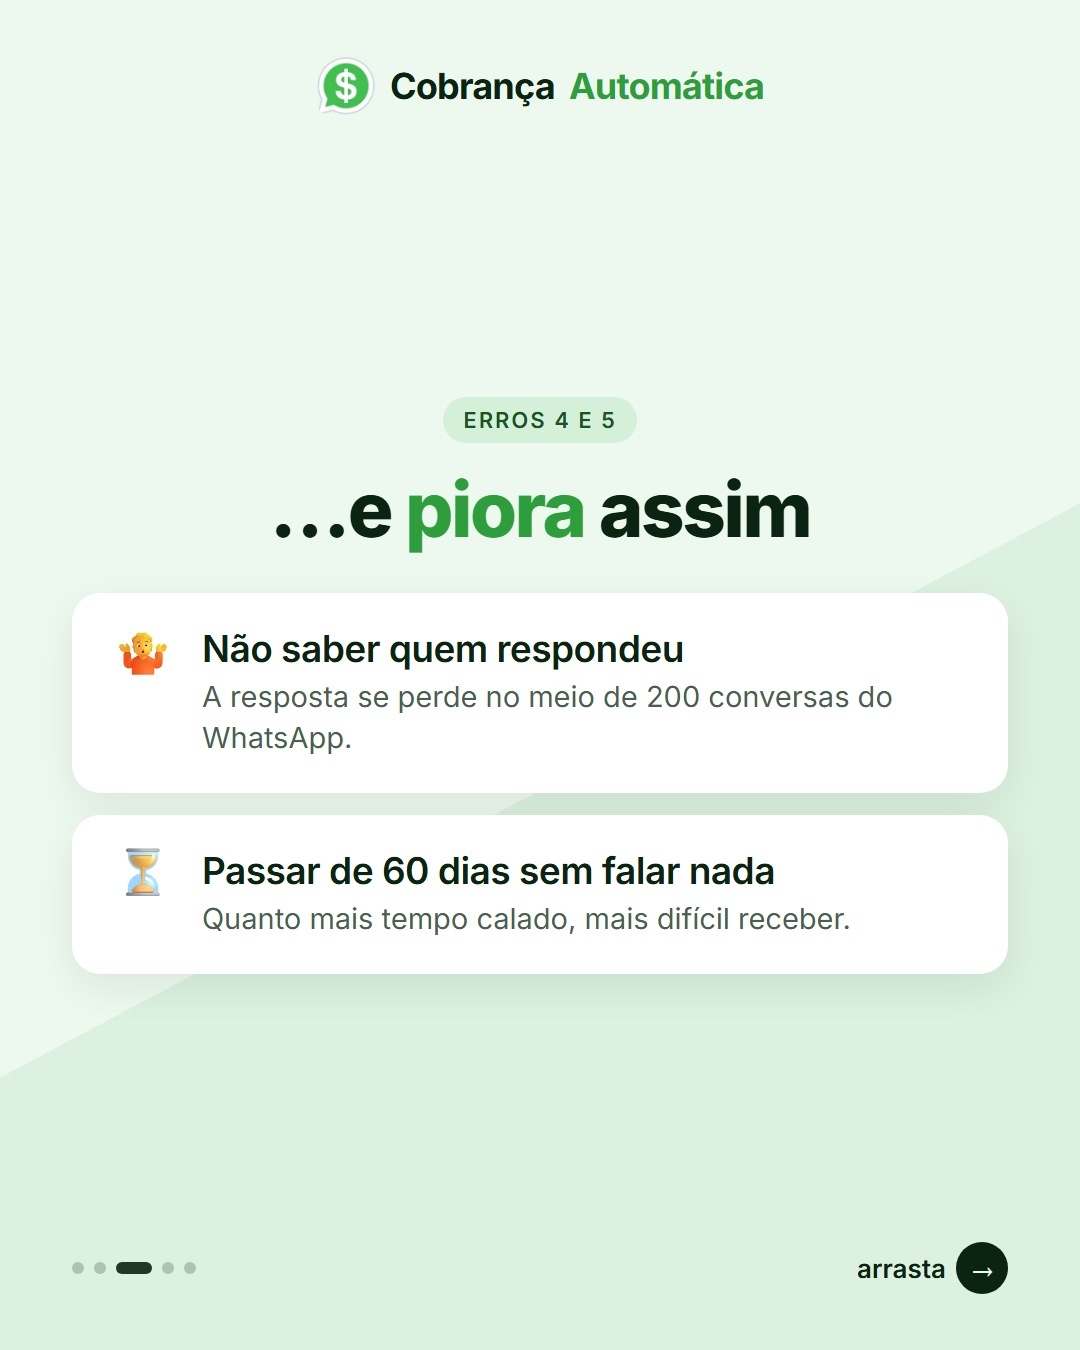 Cobrança Automática
ERROS 4 E 5
...e piora assim
Não saber quem respondeu
A resposta se perde no meio de 200 conversas do
WhatsApp.
Passar de 60 dias sem falar nada
Quanto mais tempo calado, mais difícil receber.
arrasta →